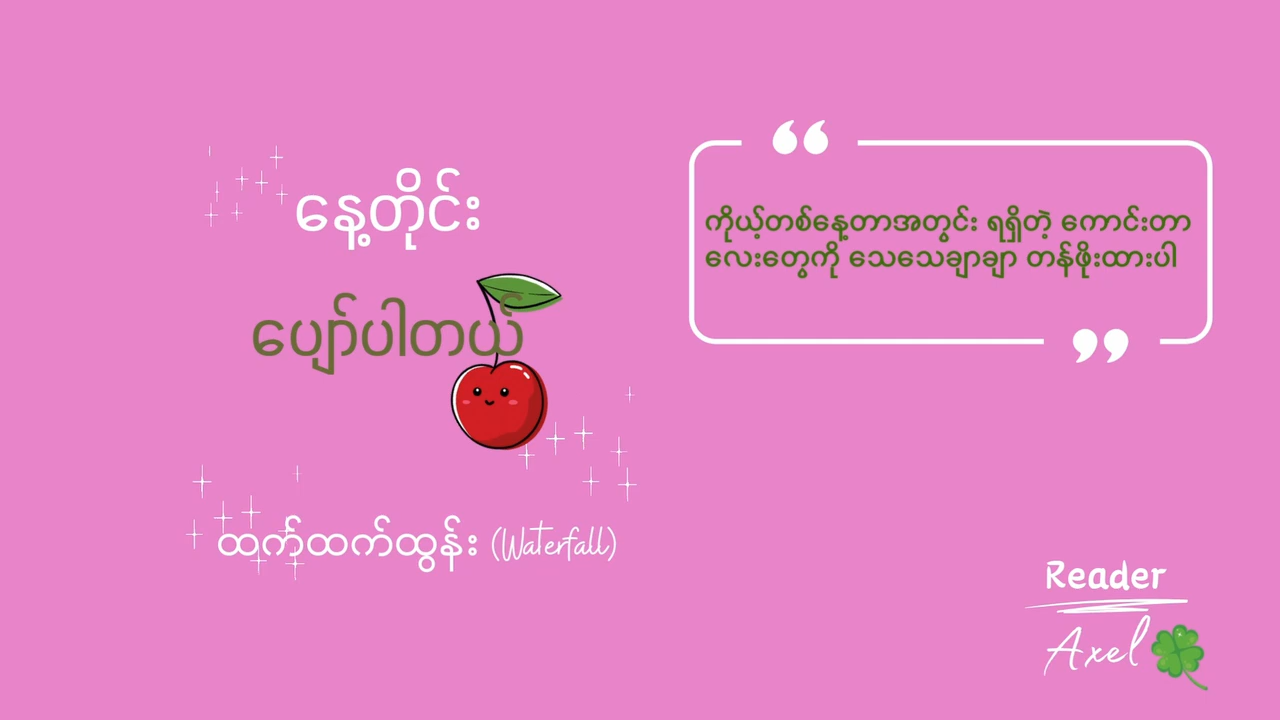 နေ့တိုင်း
ပျော်ပါတယ်
ထက်ထက်ထွန်း (Waterfall)
ကိုယ့်တစ်နေ့တာအတွင်း ရရှိတဲ့ ကောင်းတာ
လေးတွေကို သေသေချာချာ တန်ဖိုးထားပါ
Reader
Axel